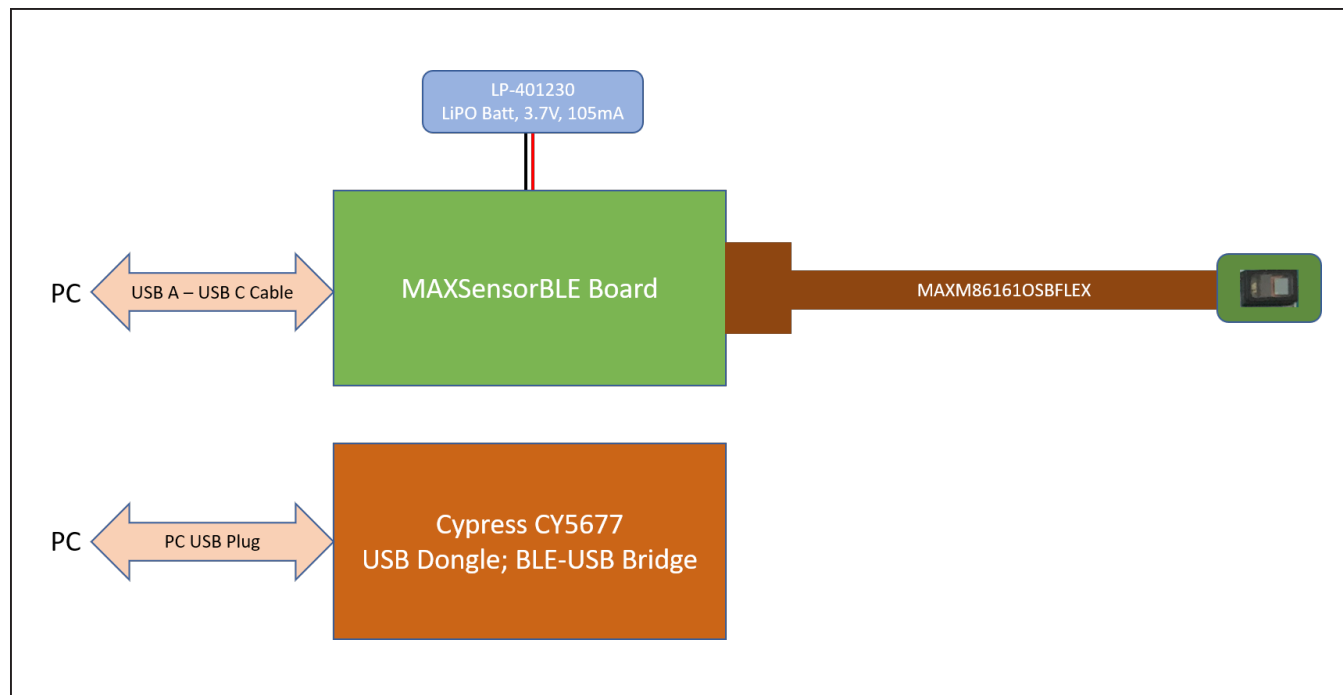 LP-401230
LiPO Batt, 3.7V, 105mA
PC
USB A – USB C Cable
MAXSensorBLE Board
MAXM86161OSBFLEX
PC
PC USB Plug
Cypress CY5677
USB Dongle; BLE-USB Bridge